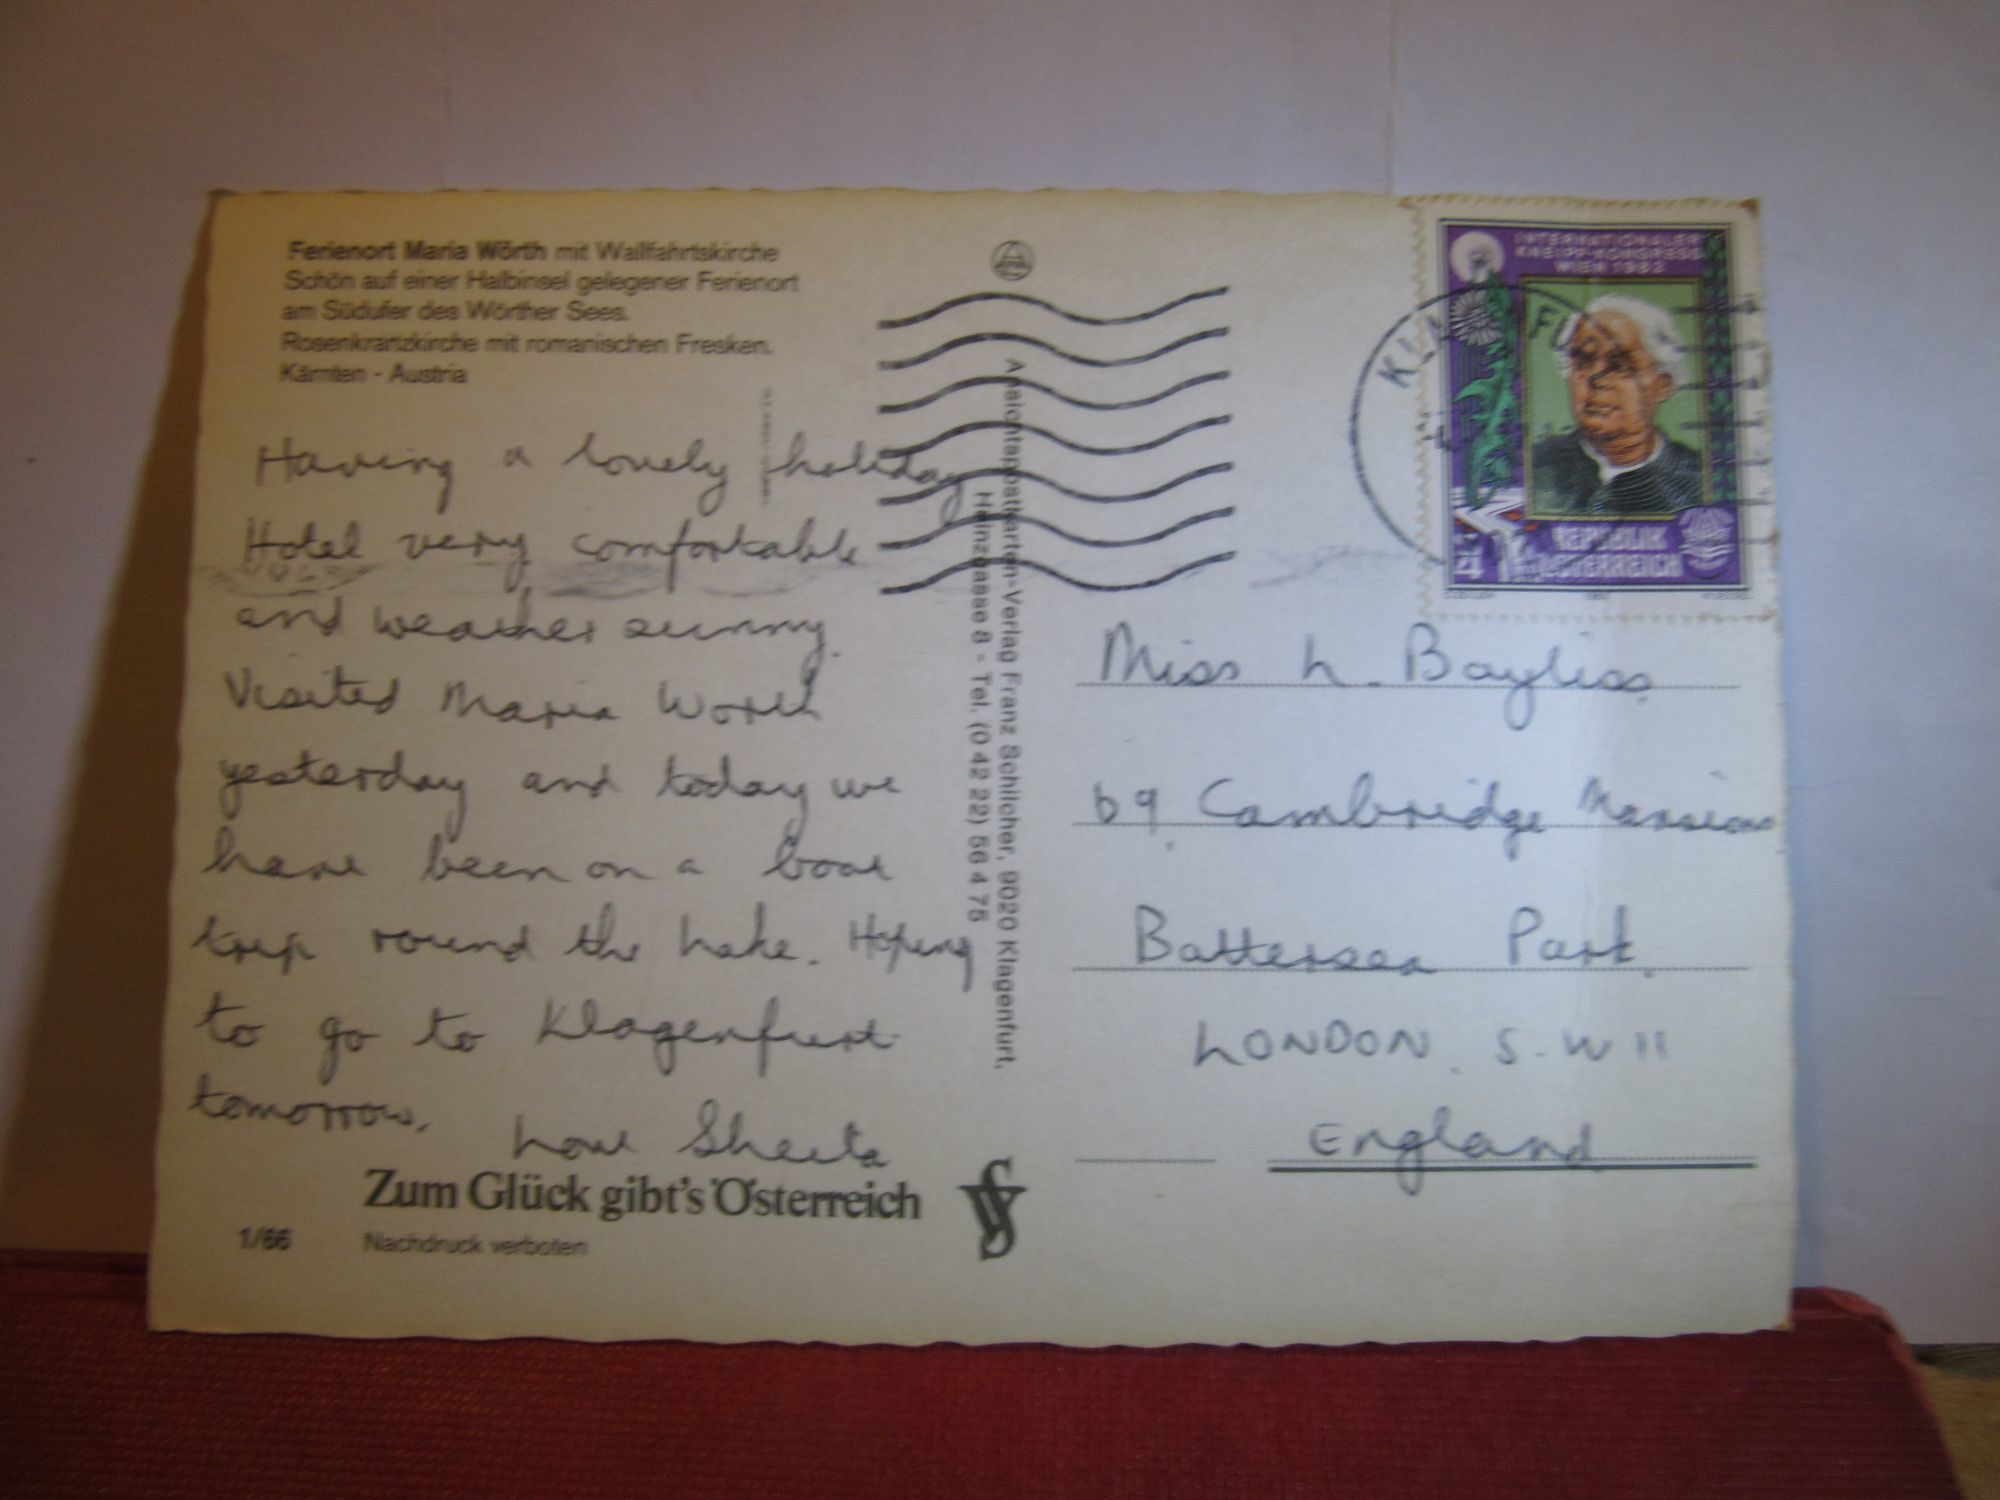 Ferienort Maria Wörth mit Wallfahrtskirche
Schön auf einer Halbinsel gelegener Ferienort
am Südufer des Wörther Sees.
Rosenkranzkirche mit romanischen Fresken.
Kärnten - Austria
Having a lovely holiday
Hotel very comfortable
and weather sunny.
Visited Maria Worth
yesterday and today we
have been on a boat
trip round the Lake. Hoping
to go to Klagenfurt
tomorrow.
Love Sheila
Zum Glück gibt's Österreich
1/66
Nachdruck verboten
Ansichtspostkarten-Verlag Franz Schilcher, 9020 Klagenfurt,
Heinzgasse 8 - Tel. (0 42 22) 56 4 75
INTERNATIONALER
KNEIPP-KONGRESS
WIEN 1982
4
REPUBLIK
ÖSTERREICH
Miss L. Bayliss
69, Cambridge Mansions
Battersea Park.
LONDON. S.W 11
England